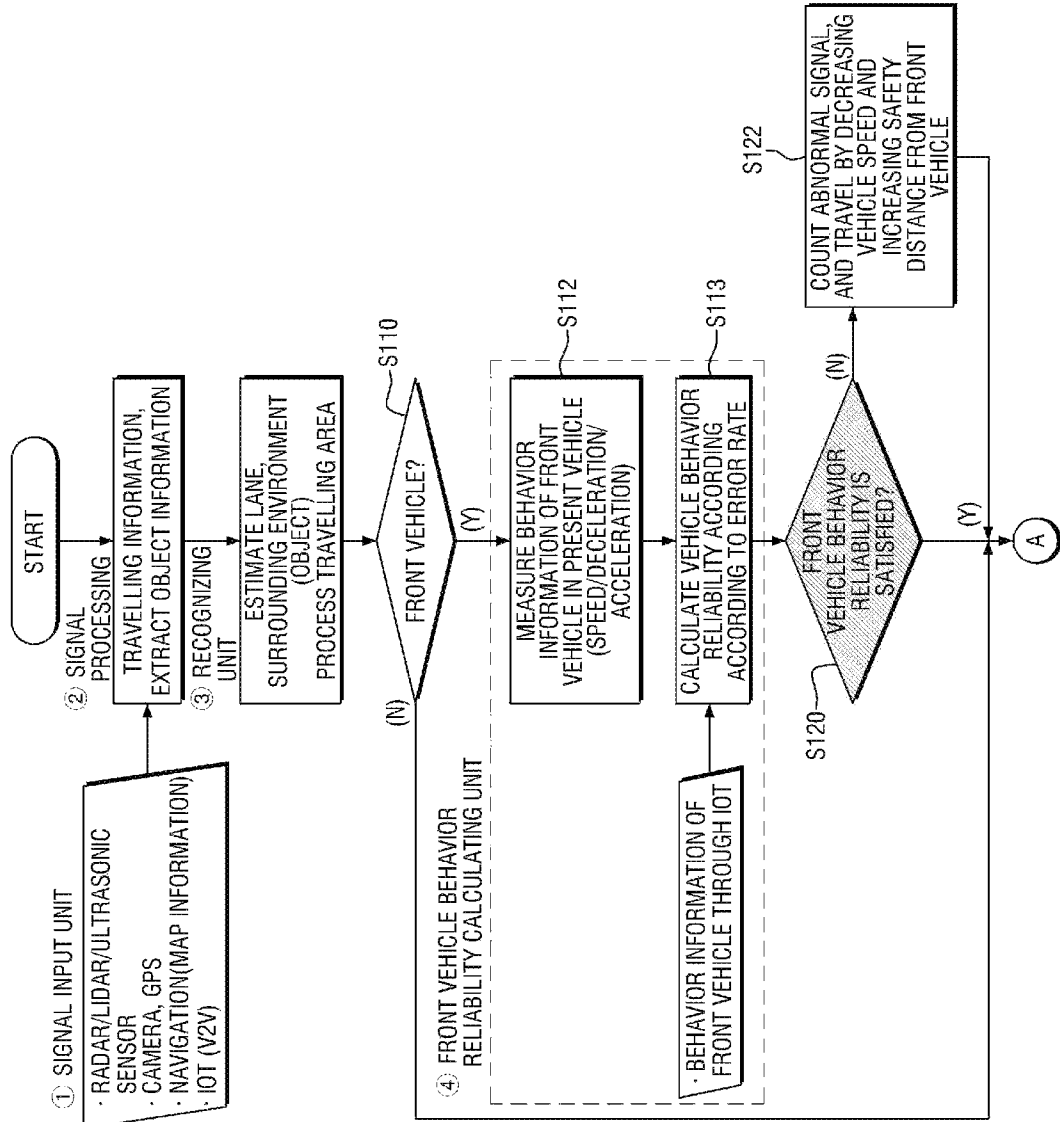 START
① SIGNAL INPUT UNIT
· RADAR/LIDAR/ULTRASONIC
SENSOR
· CAMERA, GPS
· NAVIGATION(MAP INFORMATION)
· IOT (V2V)
② SIGNAL
PROCESSING
TRAVELLING INFORMATION,
EXTRACT OBJECT INFORMATION
③ RECOGNIZING
UNIT
ESTIMATE LANE,
SURROUNDING ENVIRONMENT
(OBJECT)
PROCESS TRAVELING AREA
S110
FRONT VEHICLE?
(N)
(Y)
④ FRONT VEHICLE BEHAVIOR
RELIABILITY CALCULATING UNIT
S112
MEASURE BEHAVIOR
INFORMATION OF FRONT
VEHICLE IN PRESENT VEHICLE
(SPEED/DECELERATION/
ACCELERATION)
· BEHAVIOR INFORMATION OF
FRONT VEHICLE THROUGH IOT
S113
CALCULATE VEHICLE BEHAVIOR
RELIABILITY ACCORDING
ACCORDING TO ERROR RATE
S120
FRONT
VEHICLE BEHAVIOR
RELIABILITY IS
SATISFIED?
(N)
(Y)
S122
COUNT ABNORMAL SIGNAL,
AND TRAVEL BY DECREASING
VEHICLE SPEED AND
INCREASING SAFETY
DISTANCE FROM FRONT
VEHICLE
A